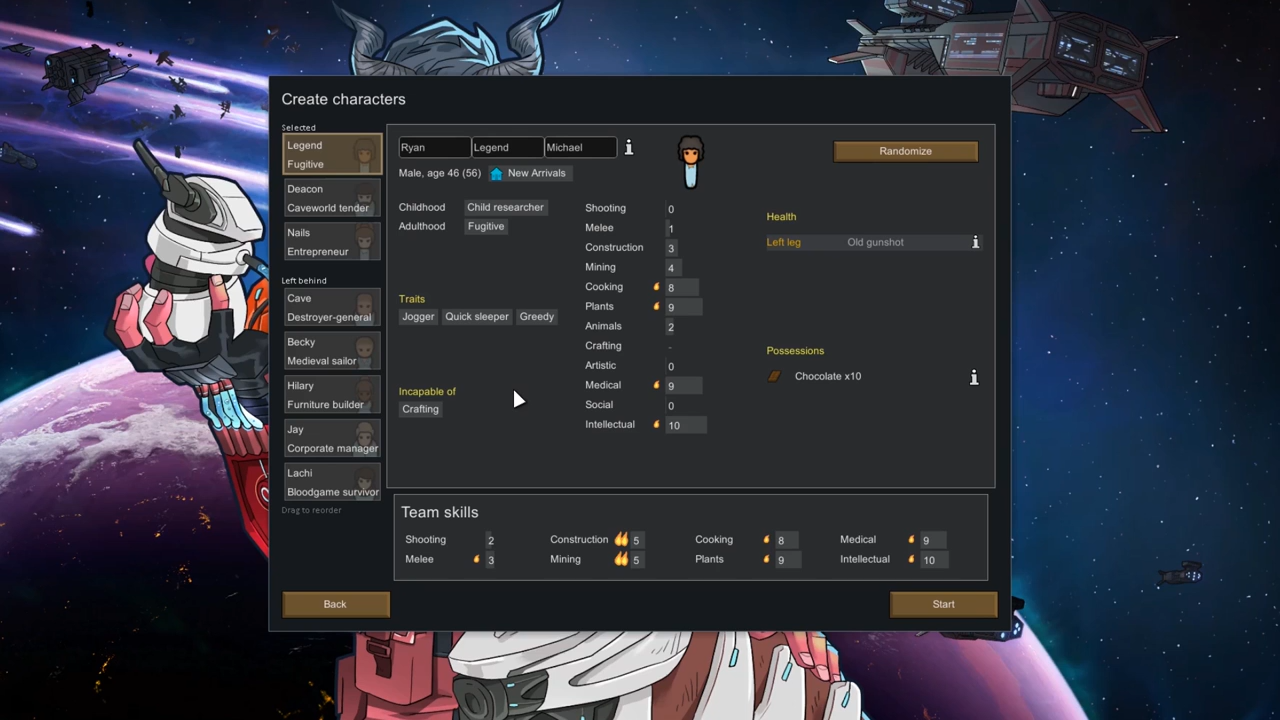 Create characters
Selected
Legend
Fugitive
Deacon
Caveworld tender
Nails
Entrepreneur
Left behind
Cave
Destroyer-general
Becky
Medieval sailor
Hilary
Furniture builder
Jay
Corporate manager
Lachi
Bloodgame survivor
Drag to reorder
Ryan Legend Michael
Randomize
Male, age 46 (56) New Arrivals
Childhood Child researcher
Adulthood Fugitive
Traits
Jogger Quick sleeper Greedy
Incapable of
Crafting
Shooting 0
Melee 1
Construction 3
Mining 4
Cooking 8
Plants 9
Animals 2
Crafting -
Artistic 0
Medical 9
Social 0
Intellectual 10
Health
Left leg Old gunshot
Possessions
Chocolate x10
Team skills
Shooting 2 Construction 5 Cooking 8 Medical 9
Melee 3 Mining 5 Plants 9 Intellectual 10
Back
Start